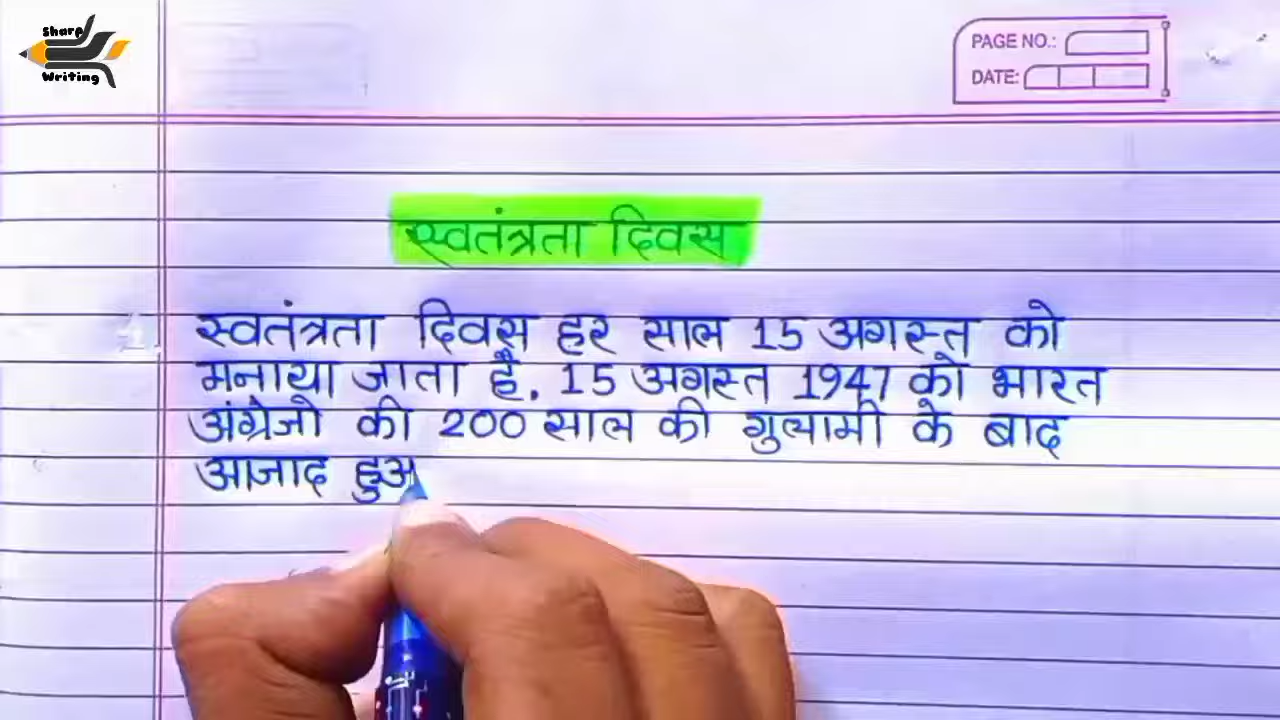 Sharp
Writing
PAGE NO.:
DATE:
स्वतंत्रता दिवस
स्वतंत्रता दिवस हर साल 15 अगस्त को
मनाया जाता है. 15 अगस्त 1947 को भारत
अंग्रेजो की 200 साल की गुलामी के बाद
आजाद हुअ